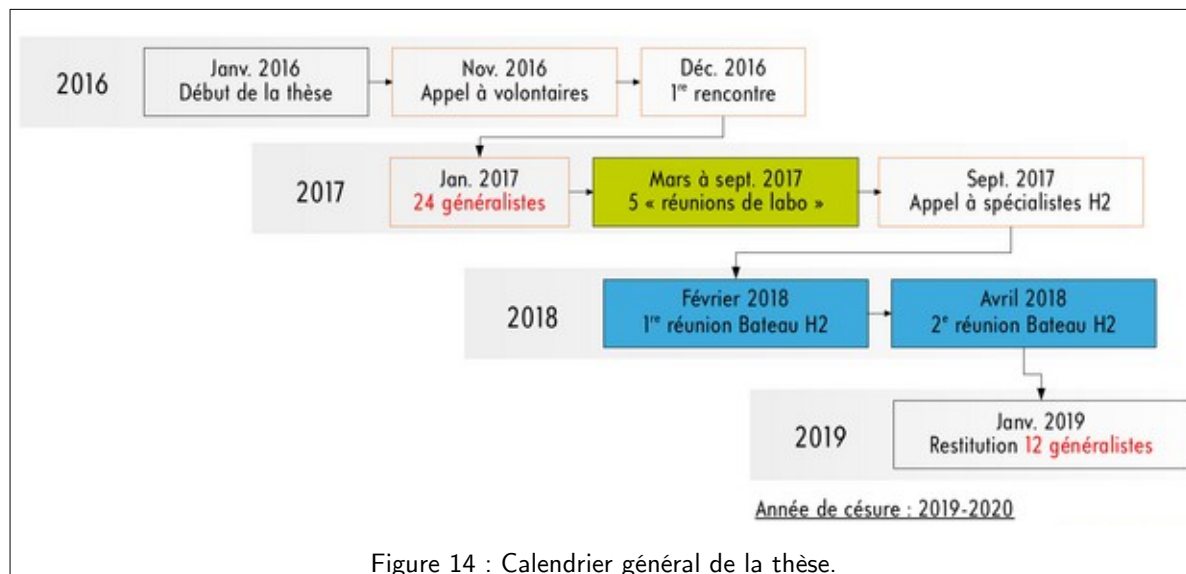 2016
Janv. 2016
Début de la thèse
Nov. 2016
Appel à volontaires
Déc. 2016
1re rencontre
2017
Jan. 2017
24 généralistes
Mars à sept. 2017
5 « réunions de labo »
Sept. 2017
Appel à spécialistes H2
2018
Février 2018
1re réunion Bateau H2
Avril 2018
2e réunion Bateau H2
2019
Janv. 2019
Restitution 12 généralistes
Année de césure : 2019-2020
Figure 14 : Calendrier général de la thèse.